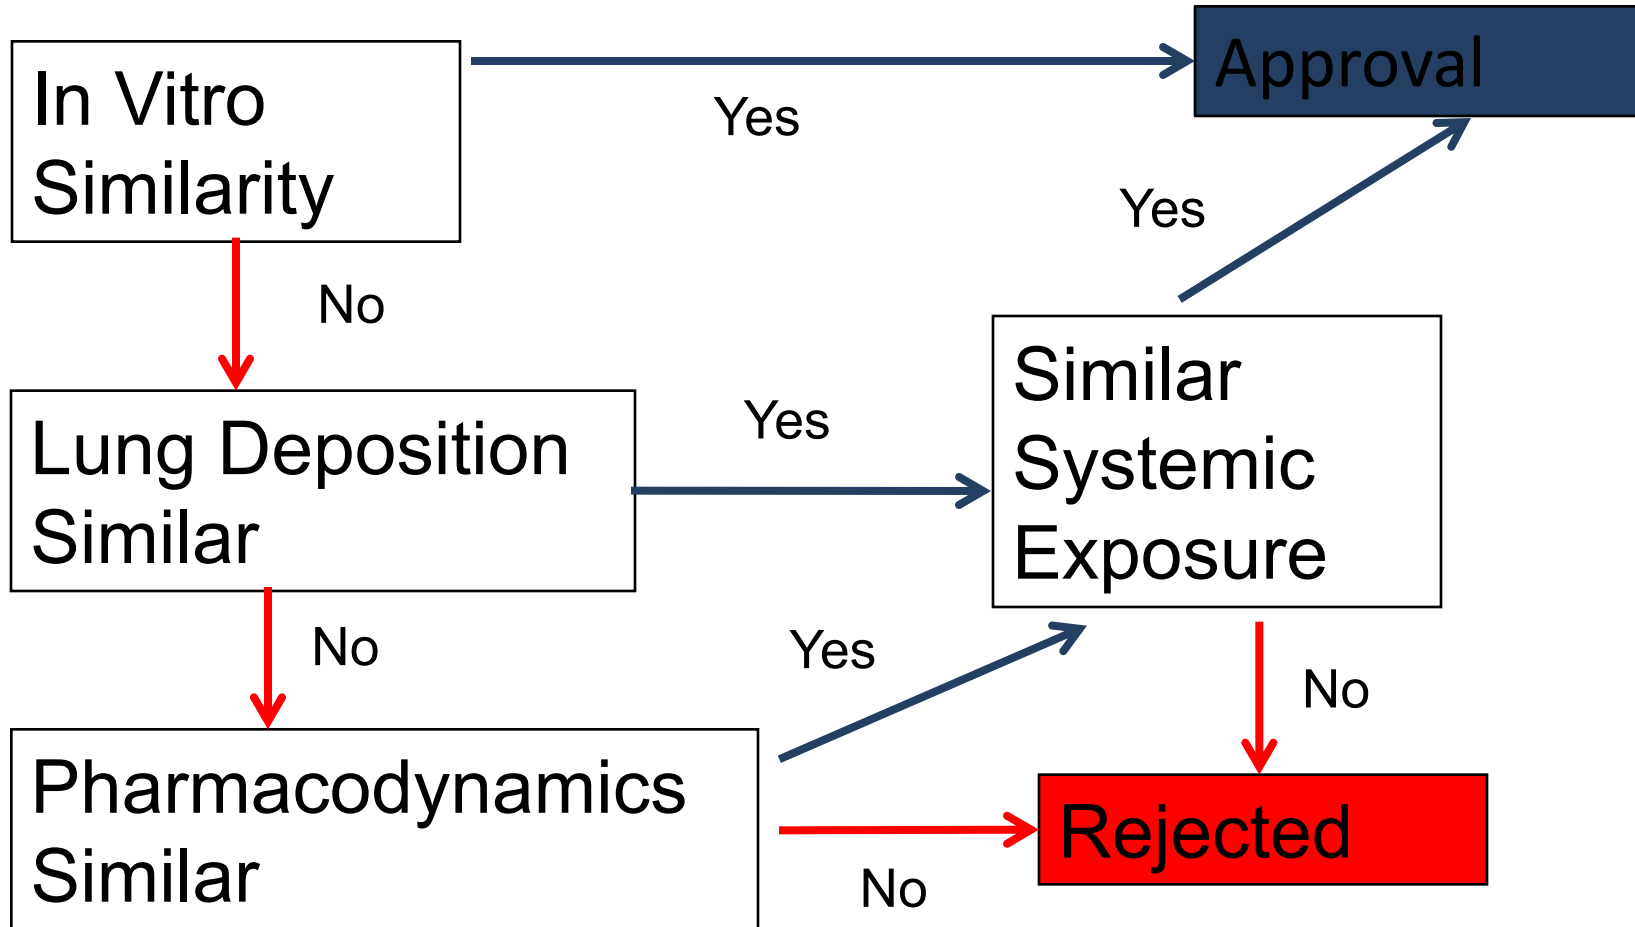 In Vitro
Similarity
Yes
Approval
Yes
No
Similar
Systemic
Exposure
Lung Deposition
Similar
Yes
No
Yes
No
Pharmacodynamics
Similar
No
Rejected